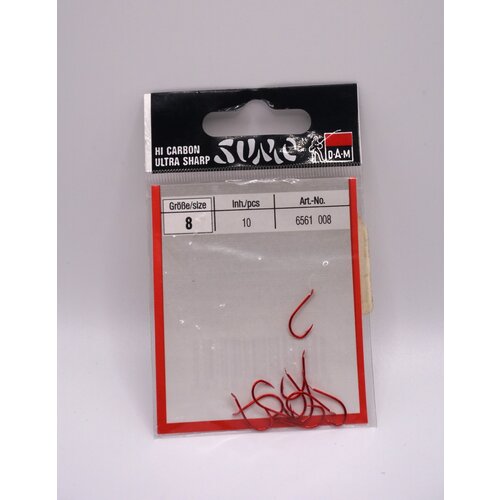 HI CARBON
ULTRA SHARP
SUMO
D·A·M
Größe/size Inh./pcs Art.-No.
8 10 6561 008